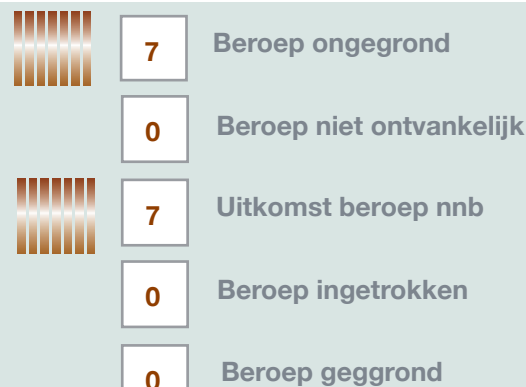 7 Beroep ongegrond
0 Beroep niet ontvankelijk
7 Uitkomst beroep nnb
0 Beroep ingetrokken
0 Beroep geggrond